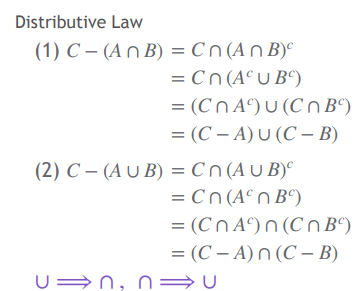 Distributive Law
(1) C − (A ∩ B) = C ∩ (A ∩ B)ᶜ
= C ∩ (Aᶜ ∪ Bᶜ)
= (C ∩ Aᶜ) ∪ (C ∩ Bᶜ)
= (C − A) ∪ (C − B)
(2) C − (A ∪ B) = C ∩ (A ∪ B)ᶜ
= C ∩ (Aᶜ ∩ Bᶜ)
= (C ∩ Aᶜ) ∩ (C ∩ Bᶜ)
= (C − A) ∩ (C − B)
∪ ⟹ ∩, ∩ ⟹ ∪